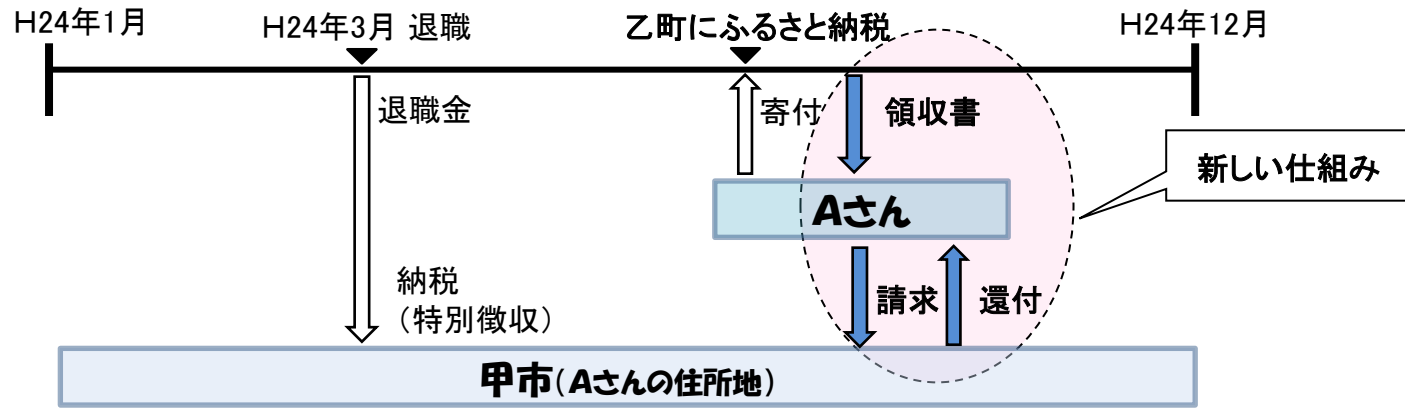 H24年1月
H24年3月 退職
乙町にふるさと納税
H24年12月
退職金
寄付
領収書
新しい仕組み
Aさん
納税
（特別徴収）
請求
還付
甲市(Aさんの住所地)